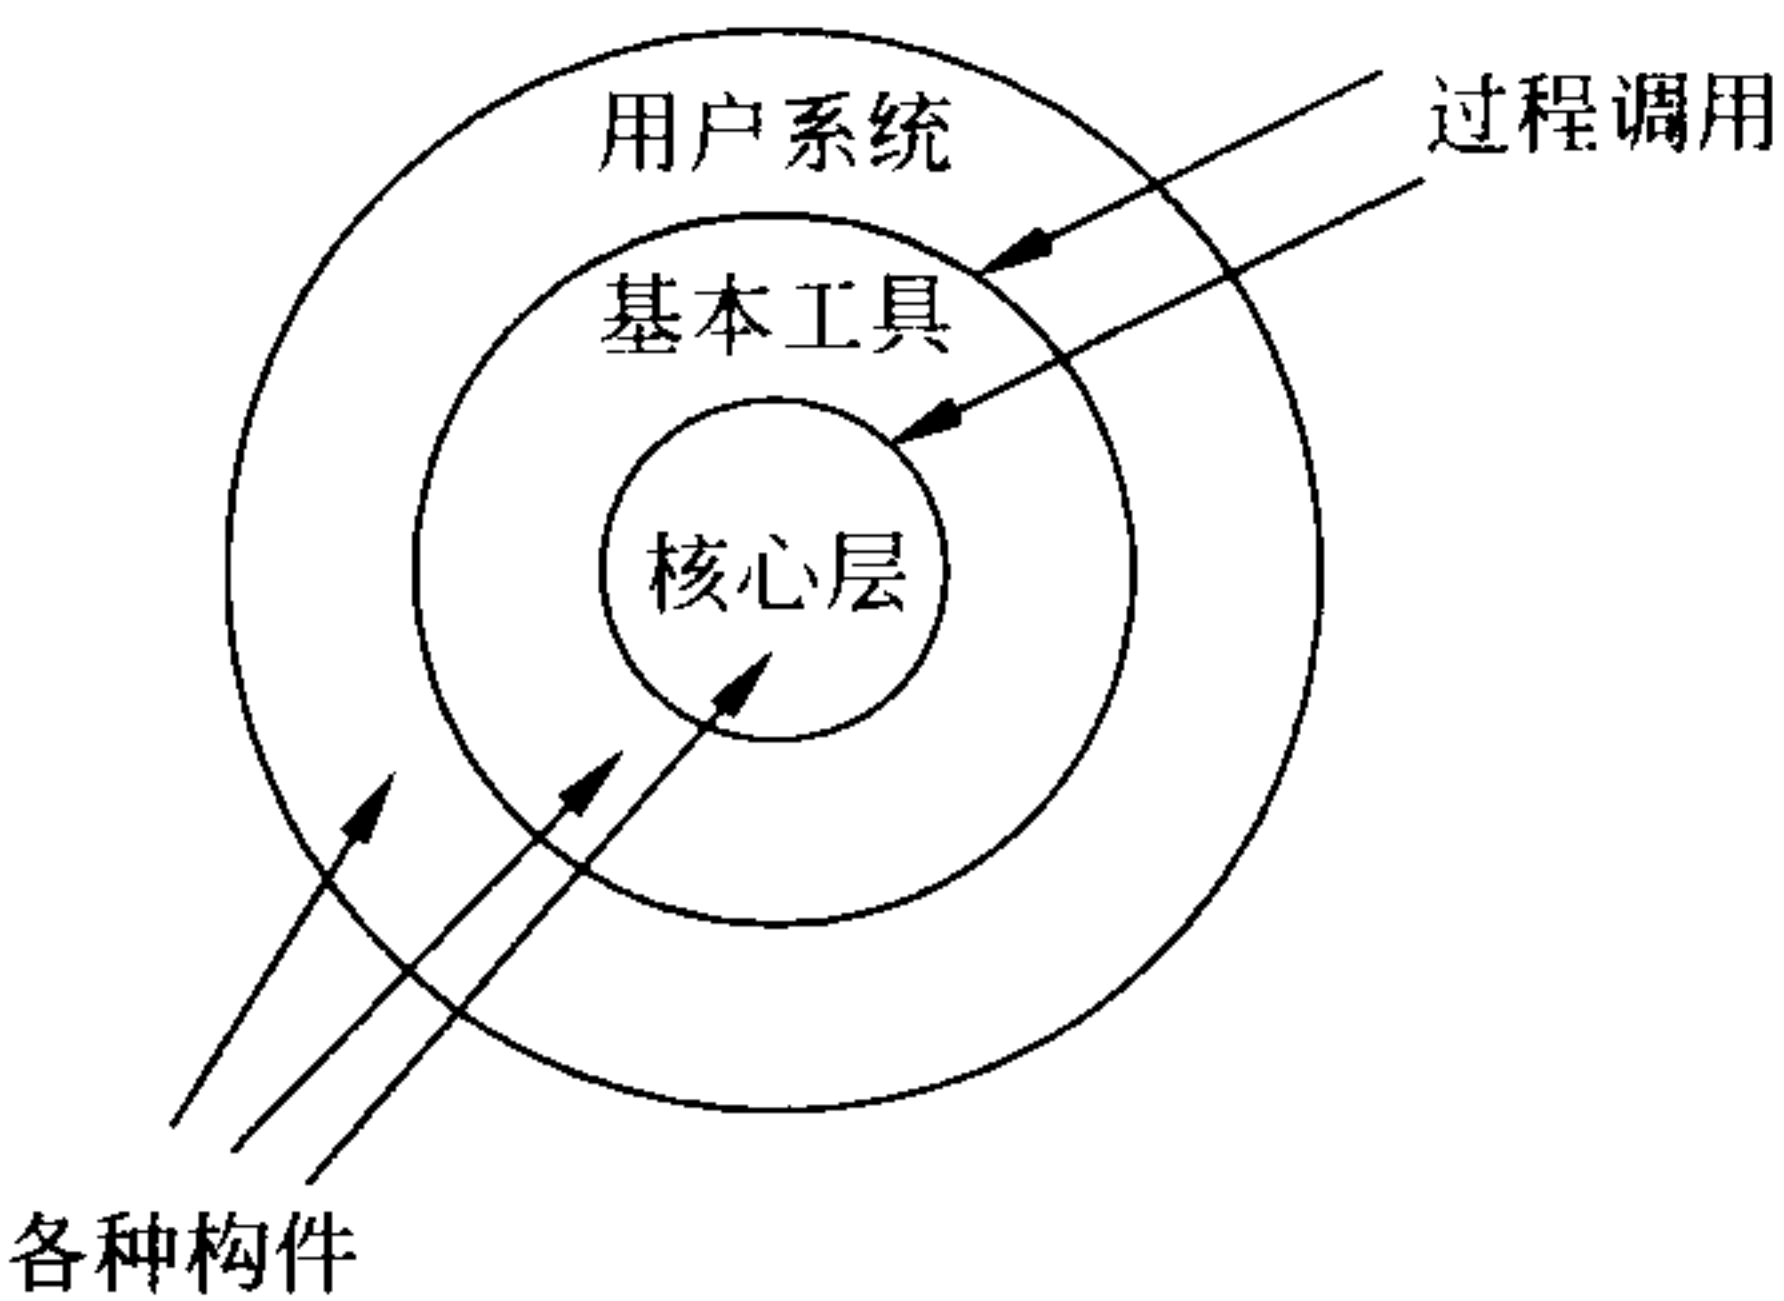 用户系统
过程调用
基本工具
核心层
各种构件